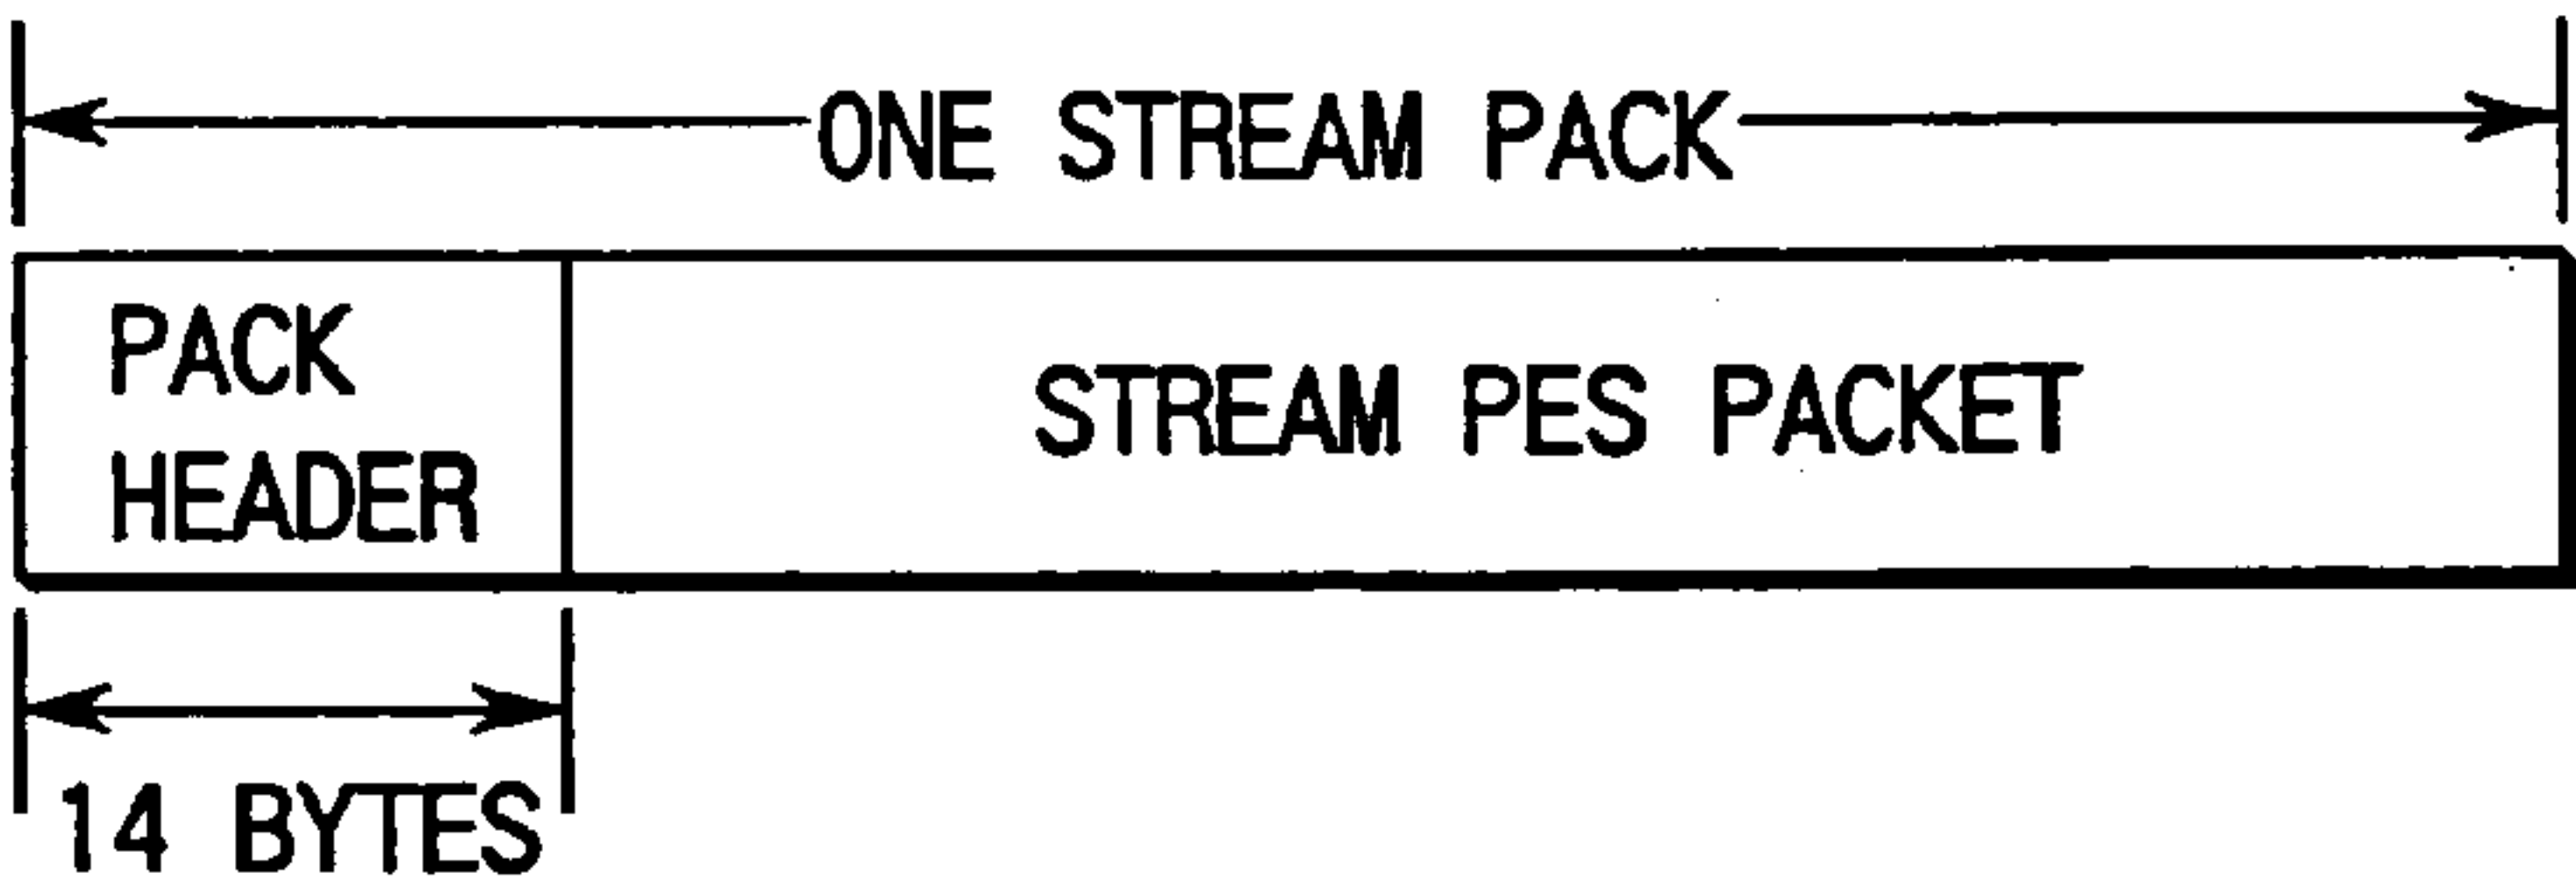 ONE STREAM PACK
PACK
HEADER
STREAM PES PACKET
14 BYTES